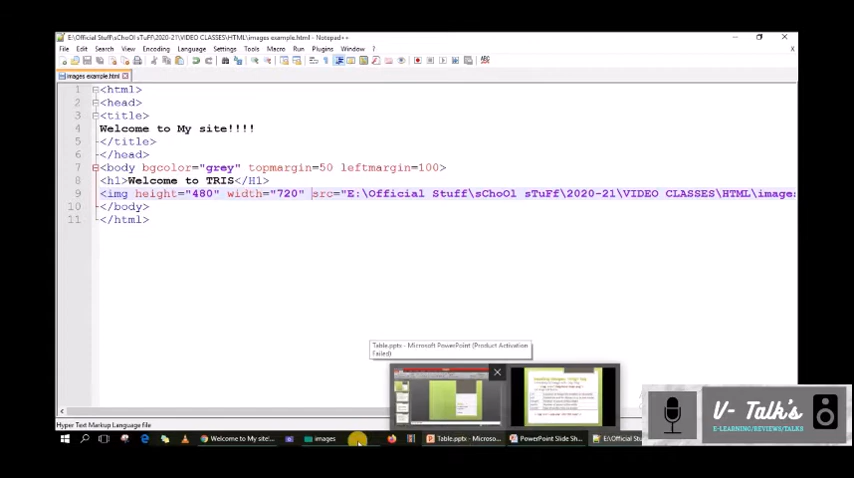 E:\Official Stuff\sChoOl sTuFf\2020-21\VIDEO CLASSES\HTML\images example.html - Notepad++
File Edit Search View Encoding Language Settings Tools Macro Run Plugins Window ? X
images example.html
1 <html>
2 <head>
3 <title>
4 Welcome to My site!!!!
5 </title>
6 </head>
7 <body bgcolor="grey" topmargin=50 leftmargin=100>
8 <h1>Welcome to TRIS</H1>
9 <img height="480" width="720" src="E:\Official Stuff\sChoOl sTuFf\2020-21\VIDEO CLASSES\HTML\images
10 </body>
11 </html>
Table.pptx - Microsoft PowerPoint (Product Activation
Failed)
V- Talk's
E-LEARNING/REVIEWS/TALKS
Hyper Text Markup Language file
Welcome to My site!... images Table.pptx - Microso... PowerPoint Slide Sh... E:\Official Stu